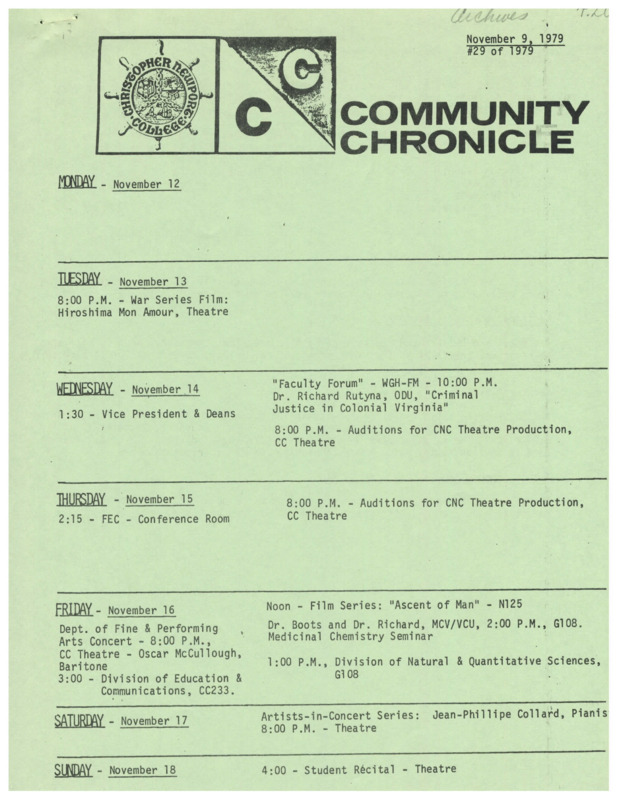 Archives
November 9, 1979
#29 of 1979
CHRISTOPHER NEWPORT
COLLEGE
C
C
COMMUNITY
CHRONICLE
MONDAY - November 12
TUESDAY - November 13
8:00 P.M. - War Series Film:
Hiroshima Mon Amour, Theatre
WEDNESDAY - November 14
1:30 - Vice President & Deans
"Faculty Forum" - WGH-FM - 10:00 P.M.
Dr. Richard Rutyna, ODU, "Criminal
Justice in Colonial Virginia"
8:00 P.M. - Auditions for CNC Theatre Production,
CC Theatre
THURSDAY - November 15
2:15 - FEC - Conference Room
8:00 P.M. - Auditions for CNC Theatre Production,
CC Theatre
FRIDAY - November 16
Dept. of Fine & Performing
Arts Concert - 8:00 P.M.,
CC Theatre - Oscar McCullough,
Baritone
3:00 - Division of Education &
Communications, CC233.
Noon - Film Series: "Ascent of Man" - N125
Dr. Boots and Dr. Richard, MCV/VCU, 2:00 P.M., G108.
Medicinal Chemistry Seminar
1:00 P.M., Division of Natural & Quantitative Sciences,
G108
SATURDAY - November 17
Artists-in-Concert Series: Jean-Phillipe Collard, Pianis
8:00 P.M. - Theatre
SUNDAY - November 18
4:00 - Student Recital - Theatre